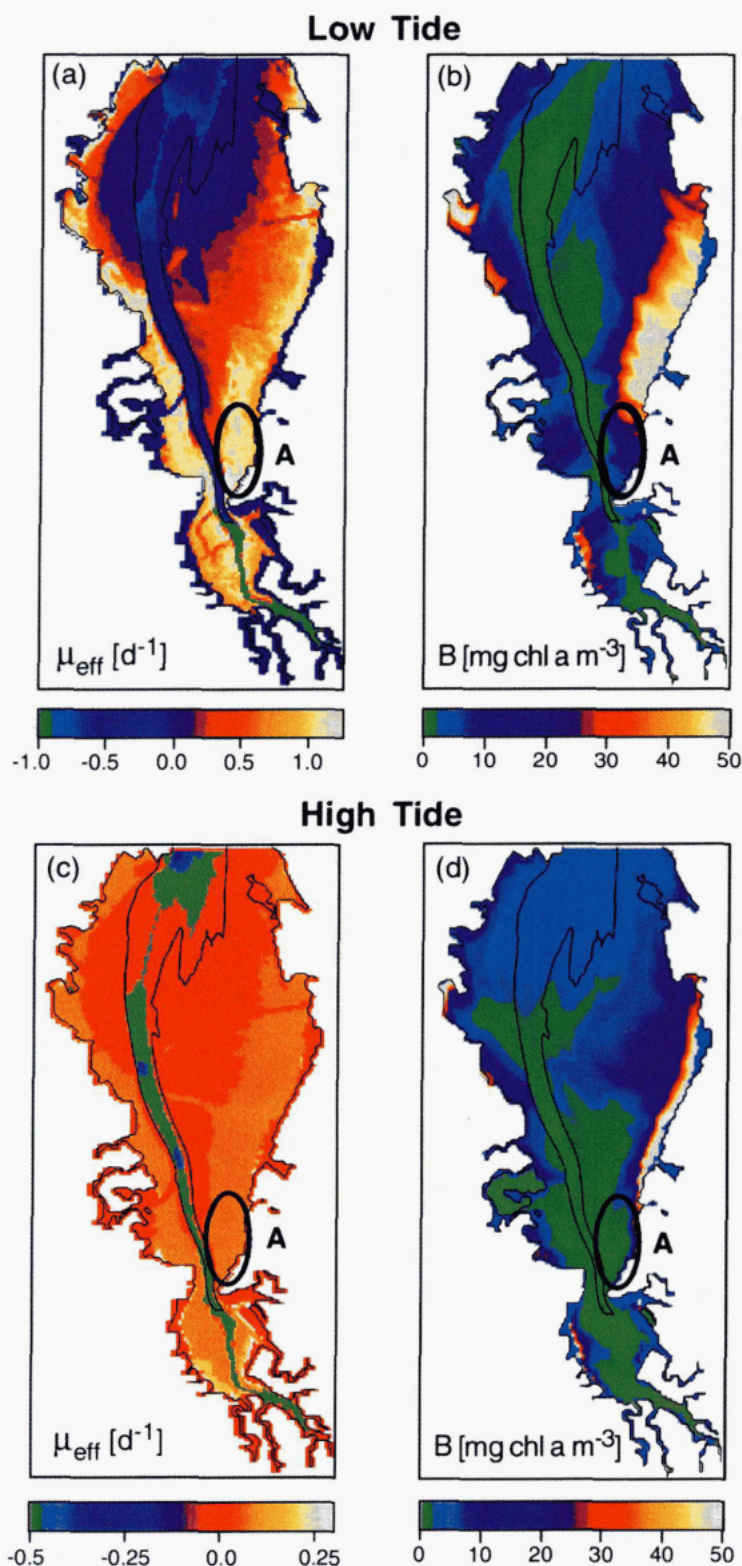 Low Tide
(a)
(b)
A
A
μeff [d-1]
B [mg chl a m-3]
-1.0 -0.5 0.0 0.5 1.0
0 10 20 30 40 50
High Tide
(c)
(d)
A
A
μeff [d-1]
B [mg chl a m-3]
-0.5 -0.25 0.0 0.25
0 10 20 30 40 50